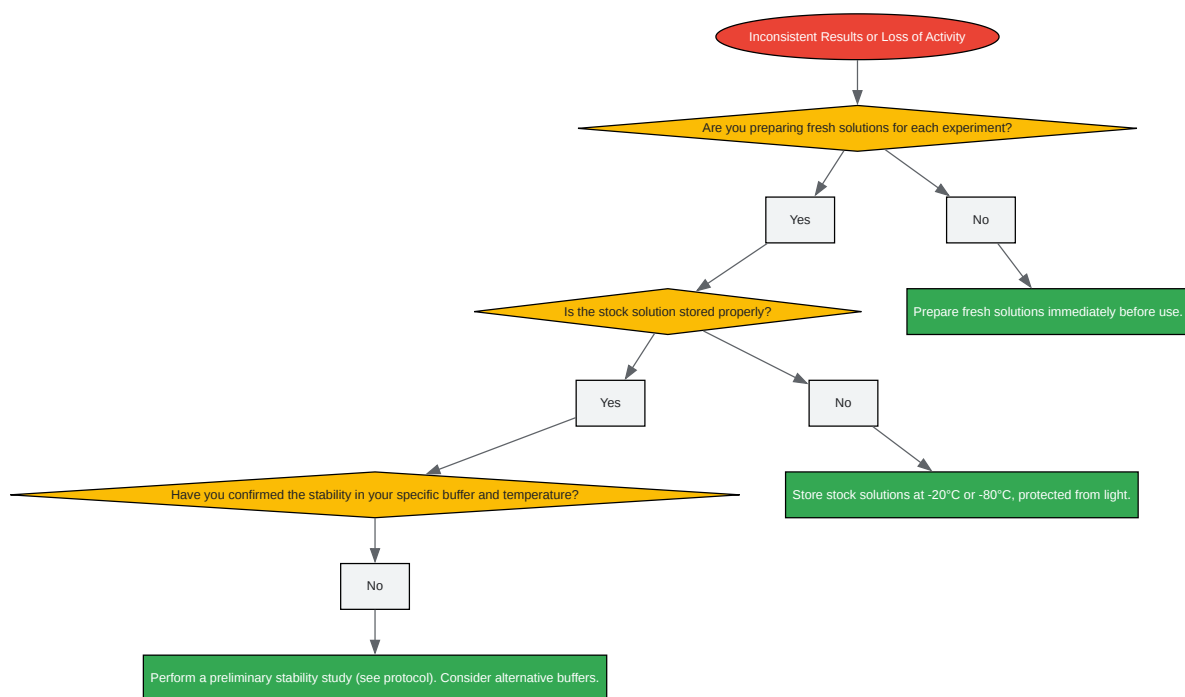 Inconsistent Results or Loss of Activity
Are you preparing fresh solutions for each experiment?
Yes
No
Is the stock solution stored properly?
Prepare fresh solutions immediately before use.
Yes
No
Have you confirmed the stability in your specific buffer and temperature?
Store stock solutions at -20°C or -80°C, protected from light.
No
Perform a preliminary stability study (see protocol). Consider alternative buffers.